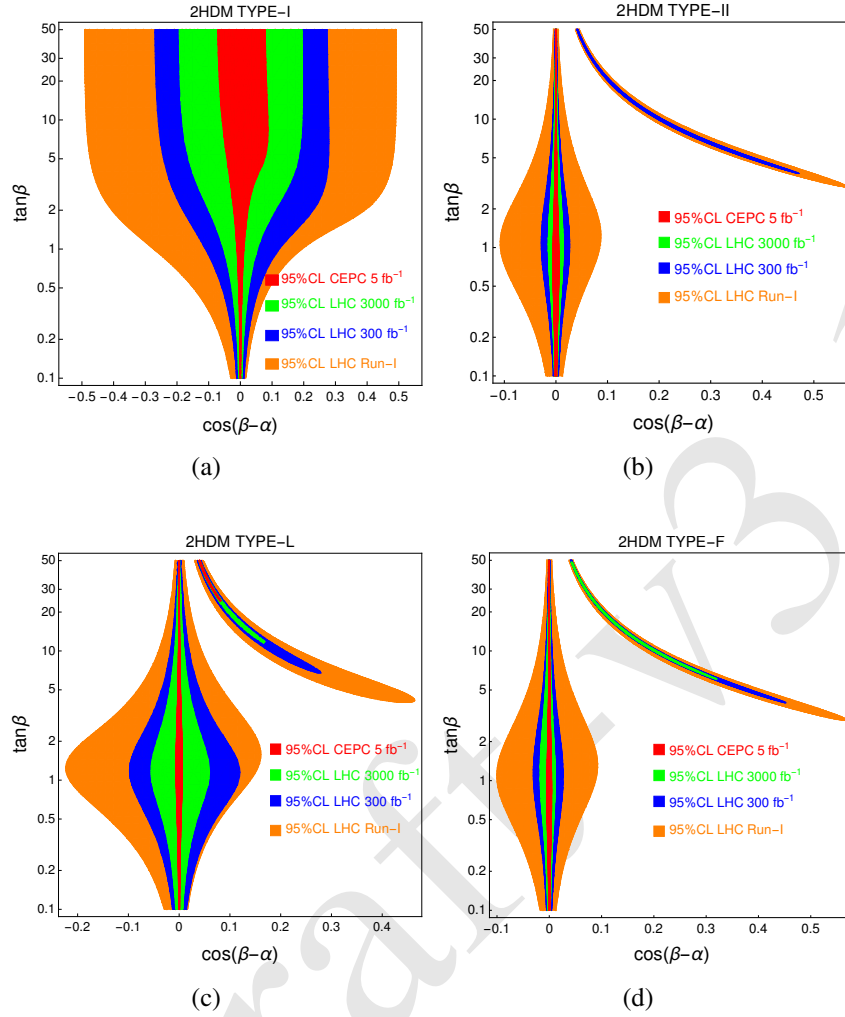 2HDM TYPE-I
50
20
10
5
2
1
0.5
0.2
0.1
tanβ
95%CL CEPC 5 fb⁻¹
95%CL LHC 3000 fb⁻¹
95%CL LHC 300 fb⁻¹
95%CL LHC Run-I
-0.5 -0.4 -0.3 -0.2 -0.1 0.0 0.1 0.2 0.3 0.4 0.5
cos(β-α)
(a)
2HDM TYPE-II
50
20
10
5
2
1
0.5
0.2
0.1
tanβ
95%CL CEPC 5 fb⁻¹
95%CL LHC 3000 fb⁻¹
95%CL LHC 300 fb⁻¹
95%CL LHC Run-I
-0.1 0 0.1 0.2 0.3 0.4 0.5
cos(β-α)
(b)
2HDM TYPE-L
50
20
10
5
2
1
0.5
0.2
0.1
tanβ
95%CL CEPC 5 fb⁻¹
95%CL LHC 3000 fb⁻¹
95%CL LHC 300 fb⁻¹
95%CL LHC Run-I
-0.2 -0.1 0 0.1 0.2 0.3 0.4
cos(β-α)
(c)
2HDM TYPE-F
50
20
10
5
2
1
0.5
0.2
0.1
tanβ
95%CL CEPC 5 fb⁻¹
95%CL LHC 3000 fb⁻¹
95%CL LHC 300 fb⁻¹
95%CL LHC Run-I
-0.1 0 0.1 0.2 0.3 0.4 0.5
cos(β-α)
(d)
raft-v3